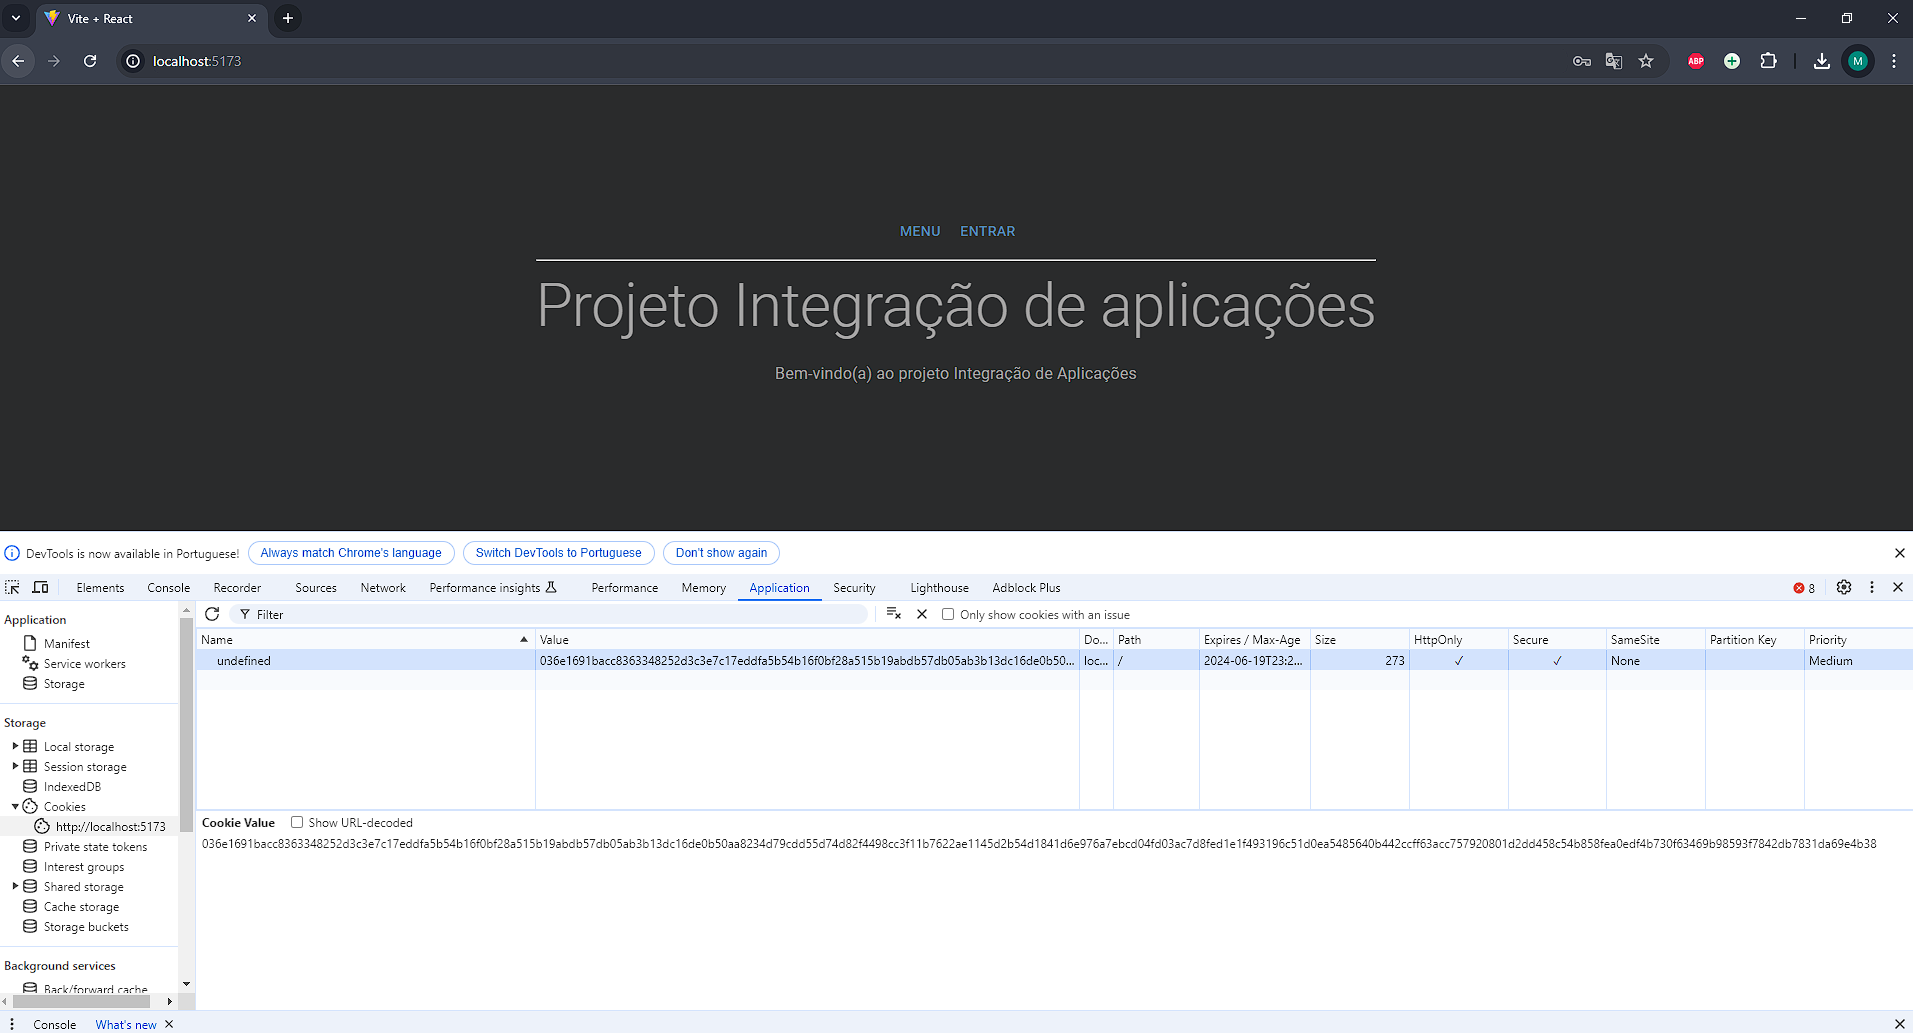 Vite + React
localhost:5173
ABP
M
MENU ENTRAR
Projeto Integração de aplicações
Bem-vindo(a) ao projeto Integração de Aplicações
DevTools is now available in Portuguese! Always match Chrome's language Switch DevTools to Portuguese Don't show again
Elements Console Recorder Sources Network Performance insights Performance Memory Application Security Lighthouse Adblock Plus 8
Application
Manifest
Service workers
Storage
Storage
Local storage
Session storage
IndexedDB
Cookies
http://localhost:5173
Private state tokens
Interest groups
Shared storage
Cache storage
Storage buckets
Background services
Back/forward cache
Filter Only show cookies with an issue
Name Value Do... Path Expires / Max-Age Size HttpOnly Secure SameSite Partition Key Priority
undefined 036e1691bacc8363348252d3c3e7c17eddfa5b54b16f0bf28a515b19abdb57db05ab3b13dc16de0b50... loc... / 2024-06-19T23:2... 273 ✓ ✓ None Medium
Cookie Value Show URL-decoded
036e1691bacc8363348252d3c3e7c17eddfa5b54b16f0bf28a515b19abdb57db05ab3b13dc16de0b50aa8234d79cdd55d74d82f4498cc3f11b7622ae1145d2b54d1841d6e976a7ebcd04fd03ac7d8fed1e1f493196c51d0ea5485640b442ccff63acc757920801d2dd458c54b858fea0edf4b730f63469b98593f7842db7831da69e4b38
Console What's new